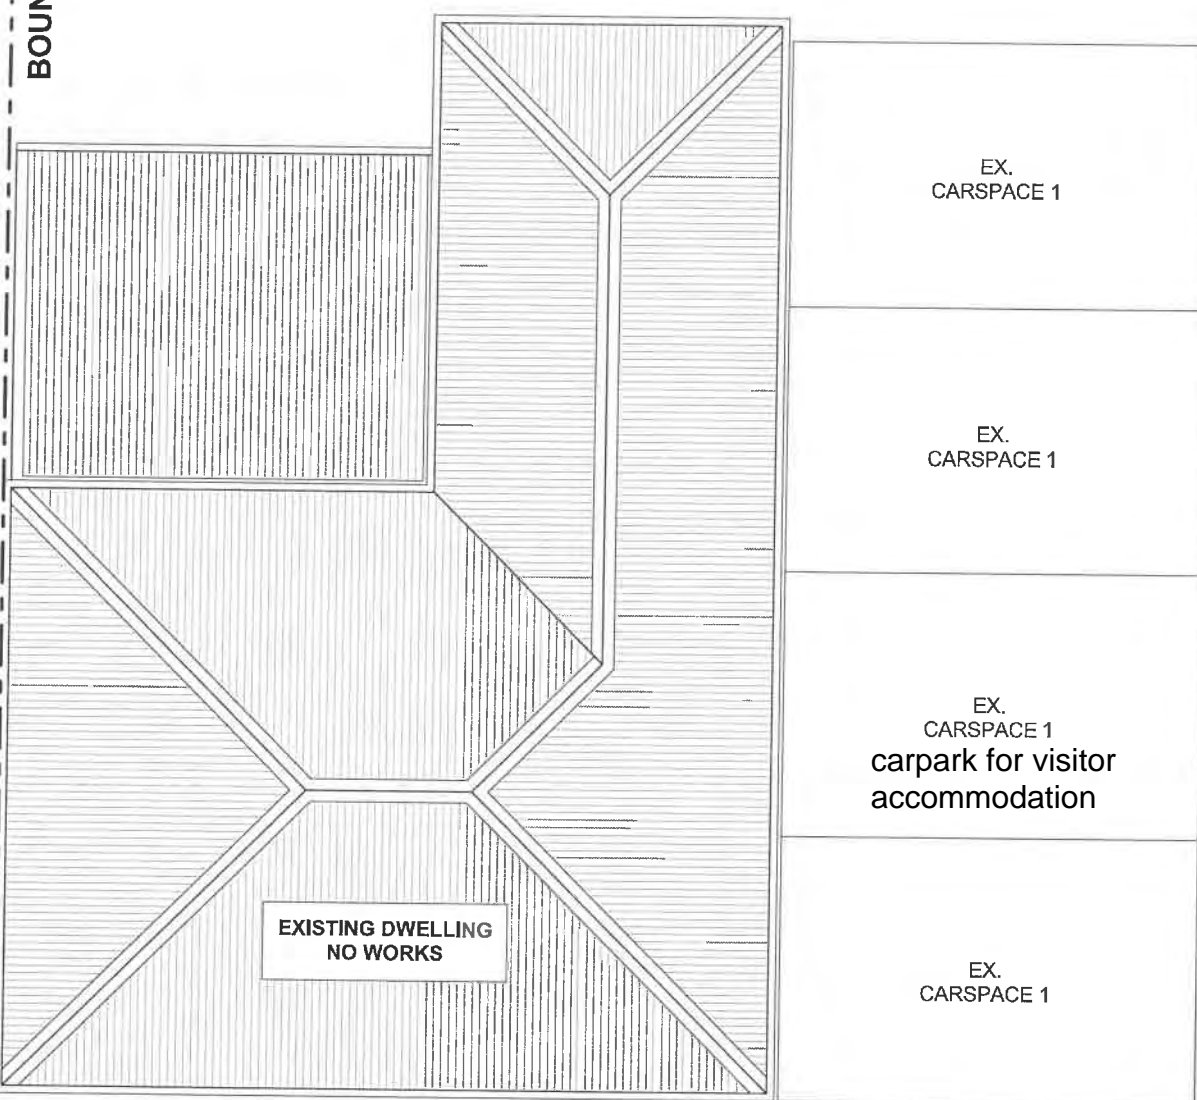 BOUN
EX.
CARSPACE 1
EX.
CARSPACE 1
EX.
CARSPACE 1
carpark for visitor
accommodation
EXISTING DWELLING
NO WORKS
EX.
CARSPACE 1